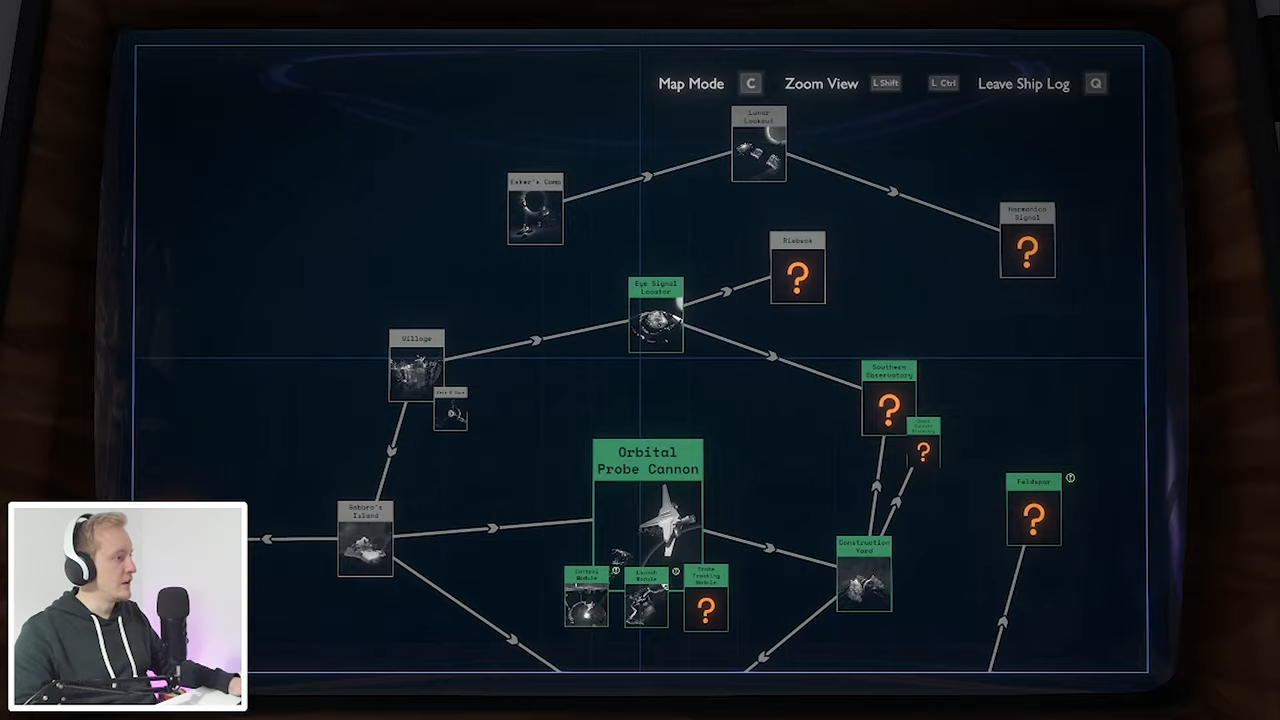 Map Mode C Zoom View L Shift L Ctrl Leave Ship Log Q
Lunar
Lookout
Esker's Camp
Harmonica
Signal
Riebeck
Eye Signal
Locator
Village
Southern
Observatory
Orbital
Probe Cannon
Feldspar
Gabbro's
Island
Construction
Yard
Control
Module
Launch
Module
Probe
Tracking
Module